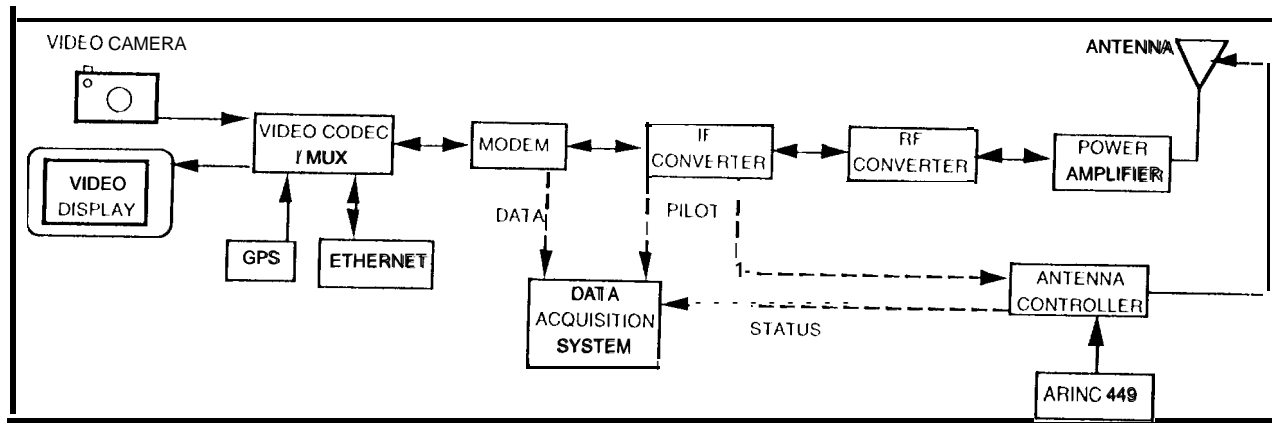 VIDEO CAMERA
ANTENNA
VIDEO CODEC
/ MUX
MODEM
IF
CONVERTER
RF
CONVERTER
POWER
AMPLIFIER
VIDEO
DISPLAY
DATA
PILOT
GPS
ETHERNET
DATA
ACQUISITION
SYSTEM
STATUS
ANTENNA
CONTROLLER
ARINC 449